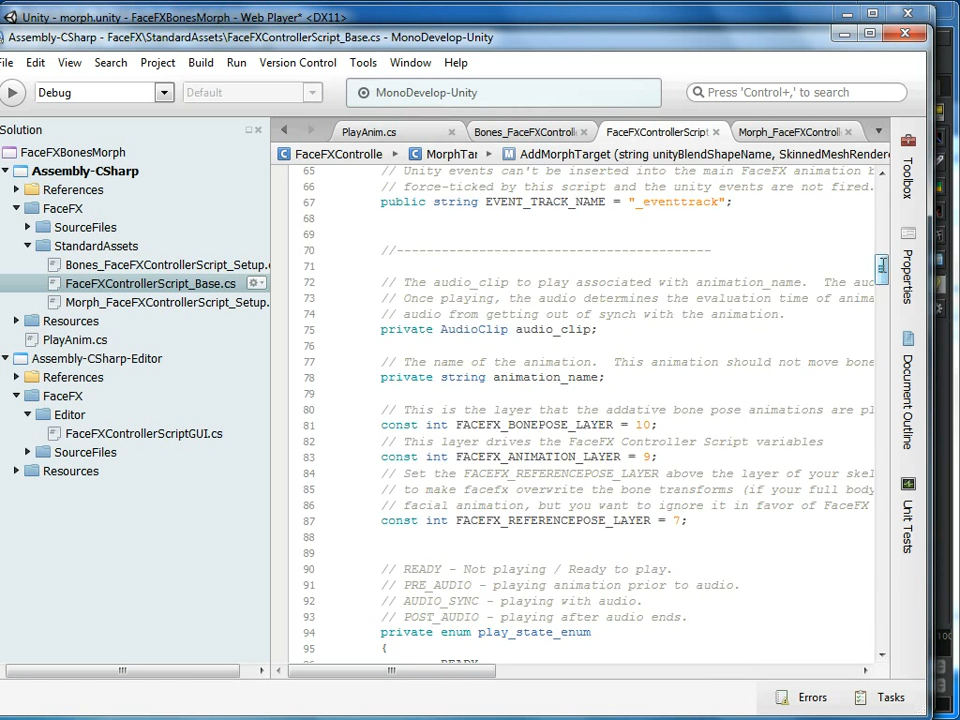 Unity - morph.unity - FaceFXBonesMorph - Web Player* <DX11>
Assembly-CSharp - FaceFX\StandardAssets\FaceFXControllerScript_Base.cs - MonoDevelop-Unity
File Edit View Search Project Build Run Version Control Tools Window Help
Debug Default MonoDevelop-Unity Press 'Control+,' to search
Solution
PlayAnim.cs Bones_FaceFXControll FaceFXControllerScript Morph_FaceFXControll
FaceFXControlle MorphTar AddMorphTarget (string unityBlendShapeName, SkinnedMeshRendere
FaceFXBonesMorph
Assembly-CSharp
References
FaceFX
SourceFiles
StandardAssets
Bones_FaceFXControllerScript_Setup.c
FaceFXControllerScript_Base.cs
Morph_FaceFXControllerScript_Setup.
Resources
PlayAnim.cs
Assembly-CSharp-Editor
References
FaceFX
Editor
FaceFXControllerScriptGUI.cs
SourceFiles
Resources
65 // Unity events can't be inserted into the main FaceFX animation b
66 // force-ticked by this script and the unity events are not fired.
67 public string EVENT_TRACK_NAME = "_eventtrack";
68
69
70 //-------------------------------------
71
72 // The audio_clip to play associated with animation_name. The aud
73 // Once playing, the audio determines the evaluation time of anima
74 // audio from getting out of synch with the animation.
75 private AudioClip audio_clip;
76
77 // The name of the animation. This animation should not move bone
78 private string animation_name;
79
80 // This is the layer that the addative bone pose animations are pl
81 const int FACEFX_BONEPOSE_LAYER = 10;
82 // This layer drives the FaceFX Controller Script variables
83 const int FACEFX_ANIMATION_LAYER = 9;
84 // Set the FACEFX_REFERENCEPOSE_LAYER above the layer of your skel
85 // to make facefx overwrite the bone transforms (if your full body
86 // facial animation, but you want to ignore it in favor of FaceFX
87 const int FACEFX_REFERENCEPOSE_LAYER = 7;
88
89
90 // READY - Not playing / Ready to play.
91 // PRE_AUDIO - playing animation prior to audio.
92 // AUDIO_SYNC - playing with audio.
93 // POST_AUDIO - playing after audio ends.
94 private enum play_state_enum
95 {
96 READY
Toolbox
Properties
Document Outline
Unit Tests
Errors Tasks